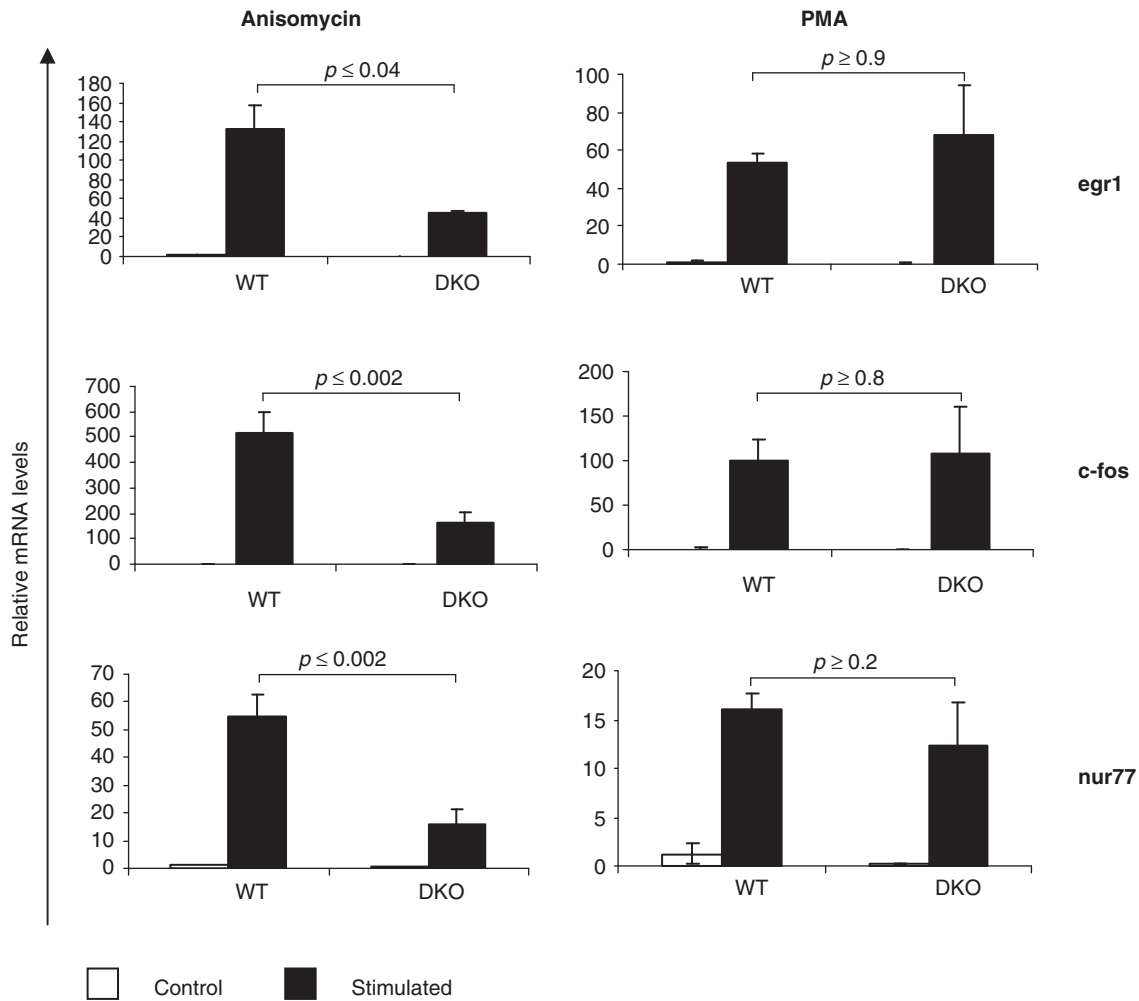 Anisomycin
PMA
Relative mRNA levels
p ≤ 0.04
180
160
140
120
100
80
60
40
20
0
WT
DKO
p ≥ 0.9
100
80
60
40
20
0
WT
DKO
egr1
p ≤ 0.002
700
600
500
400
300
200
100
0
WT
DKO
p ≥ 0.8
200
150
100
50
0
WT
DKO
c-fos
p ≤ 0.002
70
60
50
40
30
20
10
0
WT
DKO
p ≥ 0.2
20
15
10
5
0
WT
DKO
nur77
Control
Stimulated